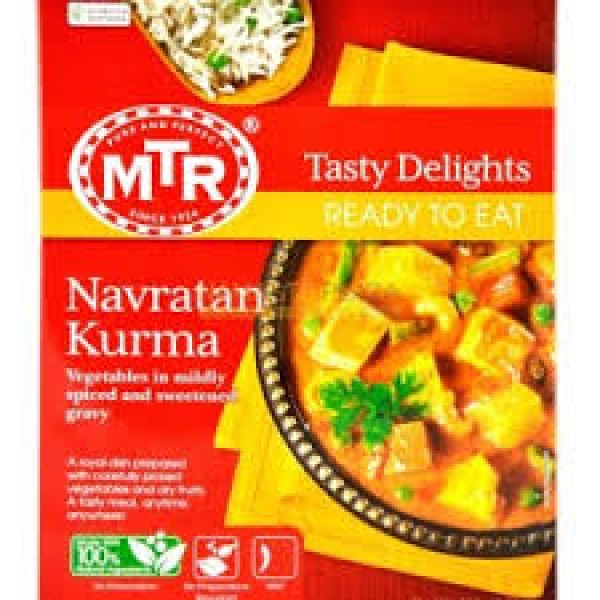 PURE AND PERFECT
MTR
®
SINCE 1924
Tasty Delights
READY TO EAT
Navratan
Kurma
Vegetables in mildly
spiced and sweetened
gravy
A royal dish prepared
with carefully picked
vegetables and dry fruits.
A tasty meal, anytime,
anywhere!
100%